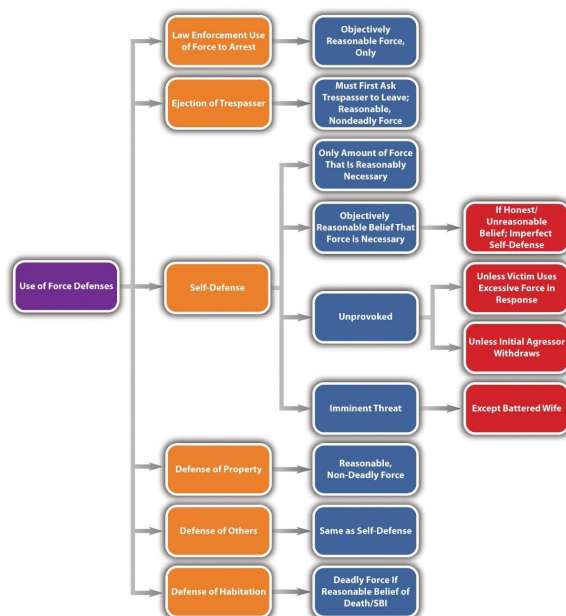 Law Enforcement Use
of Force to Arrest
Objectively
Reasonable Force,
Only
Ejection of Trespasser
Must First Ask
Trespasser to Leave;
Reasonable,
Nondeadly Force
Only Amount of Force
That Is Reasonably
Necessary
Objectively
Reasonable Belief That
Force is Necessary
If Honest/
Unreasonable
Belief; Imperfect
Self-Defense
Use of Force Defenses
Self-Defense
Unprovoked
Unless Victim Uses
Excessive Force in
Response
Unless Initial Agressor
Withdraws
Imminent Threat
Except Battered Wife
Defense of Property
Reasonable,
Non-Deadly Force
Defense of Others
Same as Self-Defense
Defense of Habitation
Deadly Force If
Reasonable Belief of
Death/SBI